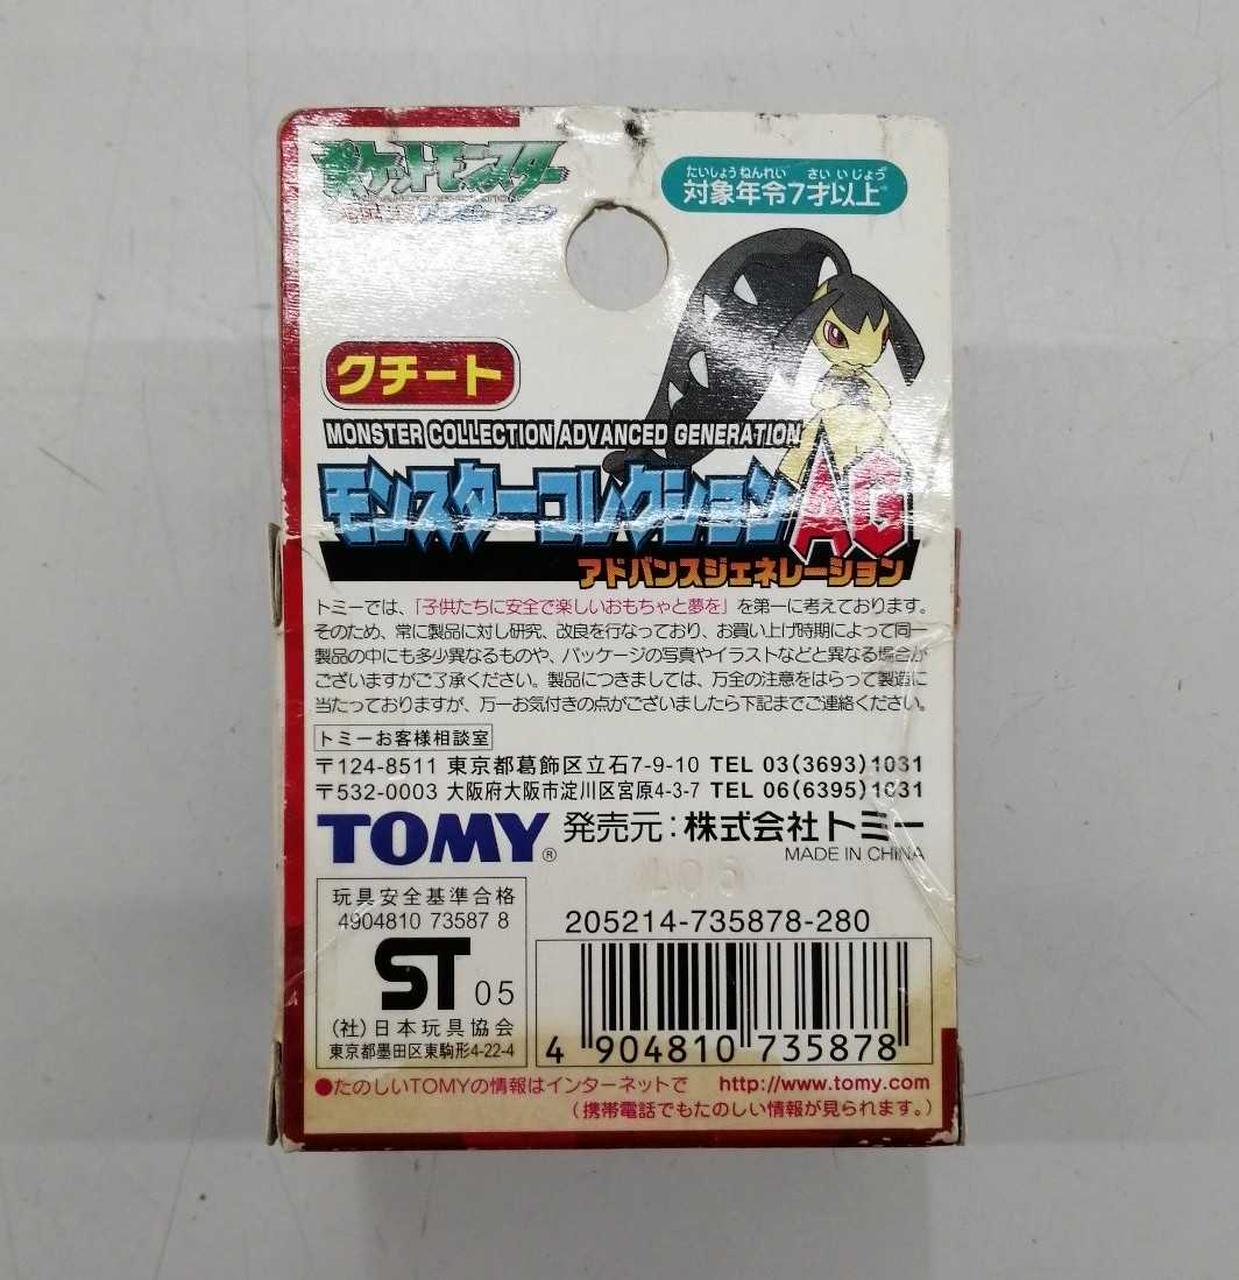 ポケットモンスター
たいしょうねんれい さいいじょう
対象年令7才以上
クチート
MONSTER COLLECTION ADVANCED GENERATION
モンスターコレクションAG
アドバンスジェネレーション
トミーでは、「子供たちに安全で楽しいおもちゃと夢を」を第一に考えております。
そのため、常に製品に対し研究、改良を行なっており、お買い上げ時期によって同一
製品の中にも多少異なるものや、パッケージの写真やイラストなどと異なる場合が
ございますがご了承ください。製品につきましては、万全の注意をはらって製造に
当たっておりますが、万一お気付きの点がございましたら下記までご連絡ください。
トミーお客様相談室
〒124-8511 東京都葛飾区立石7-9-10 TEL 03(3693)1031
〒532-0003 大阪府大阪市淀川区宮原4-3-7 TEL 06(6395)1031
TOMY® 発売元:株式会社トミー
MADE IN CHINA
玩具安全基準合格
4904810 73587 8
ST 05
(社)日本玩具協会
東京都墨田区東駒形4-22-4
205214-735878-280
4 904810 735878
●たのしいTOMYの情報はインターネットで http://www.tomy.com
(携帯電話でもたのしい情報が見られます。)